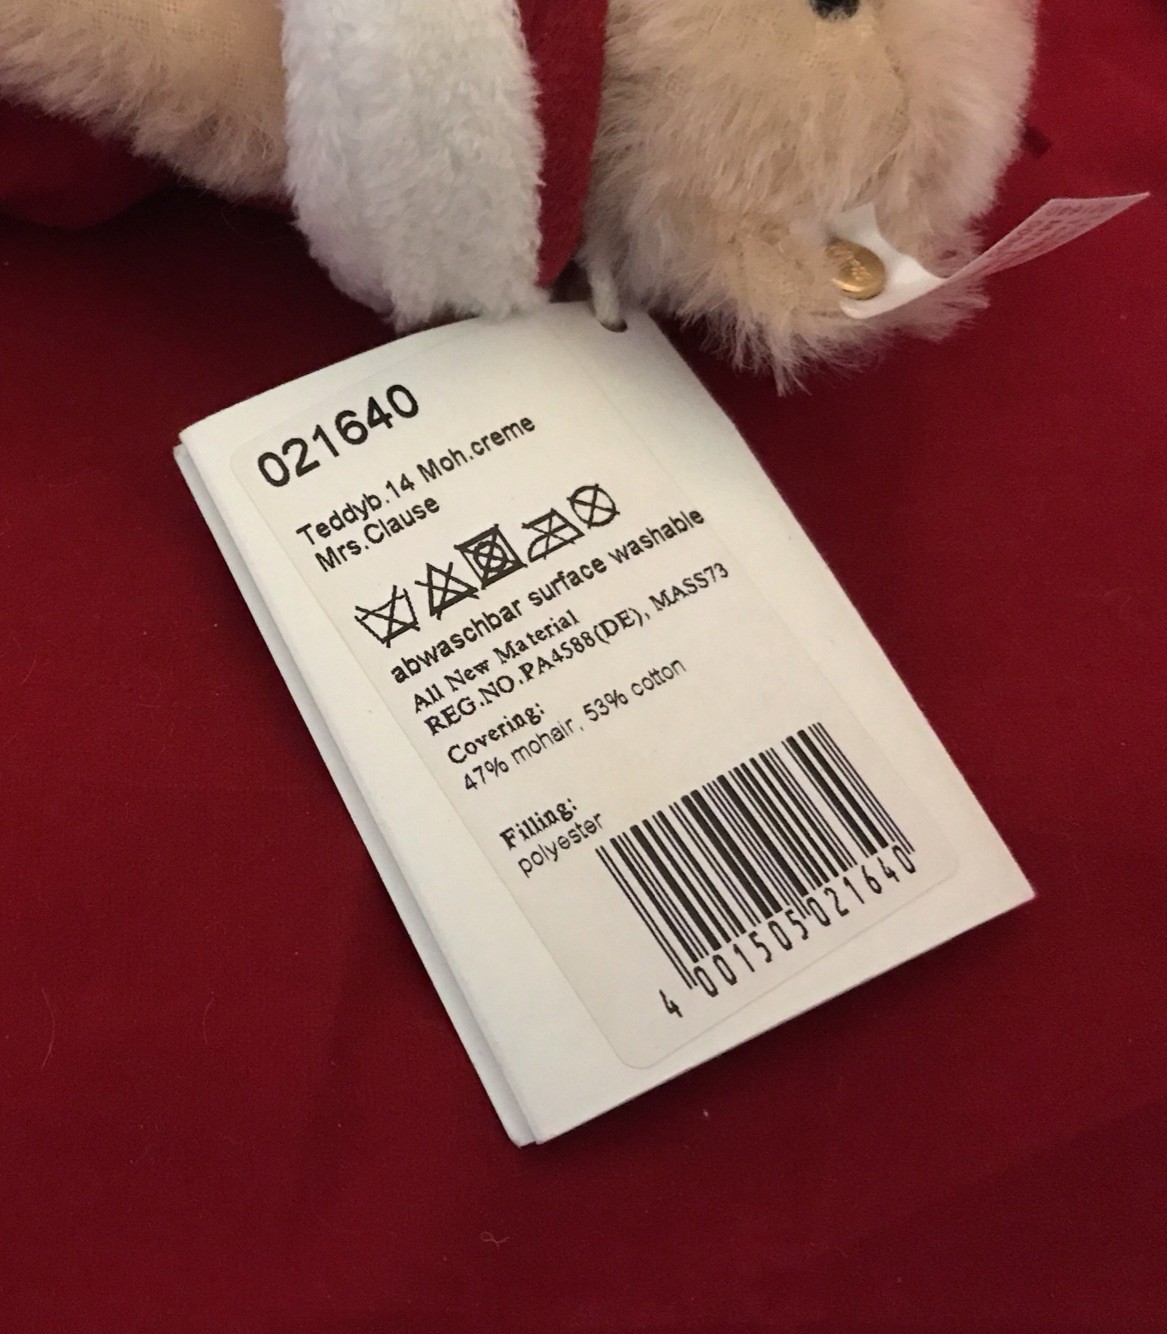 021640
Teddyb.14 Moh.creme
Mrs.Clause
abwaschbar surface washable
All New Material
REG.NO.PA4588(DE), MASS73
Covering:
47% mohair, 53% cotton
Filling:
polyester
4 001505 021640